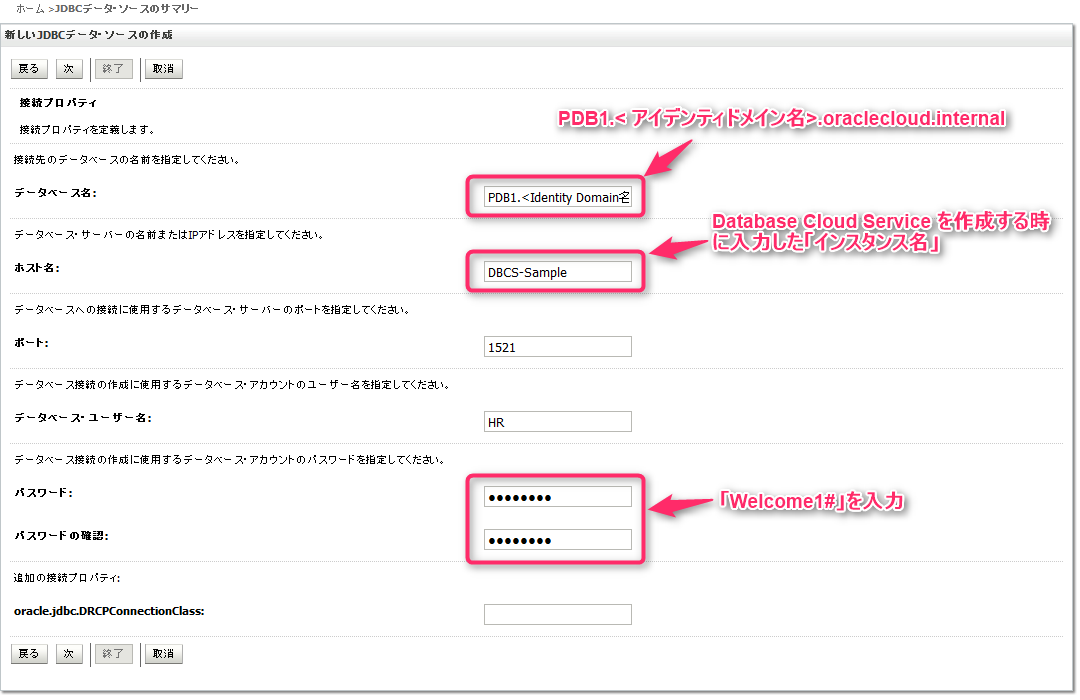 ホーム >JDBCデータ・ソースのサマリー
新しいJDBCデータ・ソースの作成
戻る 次 終了 取消
接続プロパティ
PDB1.< アイデンティドメイン名>.oraclecloud.internal
接続プロパティを定義します。
接続先のデータベースの名前を指定してください。
データベース名: PDB1.<Identity Domain名
Database Cloud Service を作成する時
に入力した「インスタンス名」
データベース・サーバーの名前またはIPアドレスを指定してください。
ホスト名: DBCS-Sample
データベースへの接続に使用するデータベース・サーバーのポートを指定してください。
ポート: 1521
データベース接続の作成に使用するデータベース・アカウントのユーザー名を指定してください。
データベース・ユーザー名: HR
データベース接続の作成に使用するデータベース・アカウントのパスワードを指定してください。
パスワード: ●●●●●●●●
「Welcome1#」を入力
パスワードの確認: ●●●●●●●●
追加の接続プロパティ:
oracle.jdbc.DRCPConnectionClass:
戻る 次 終了 取消